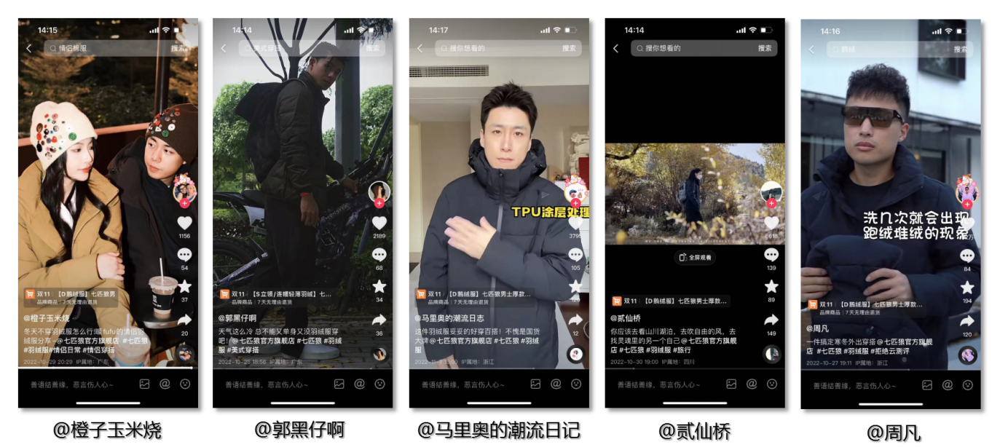 14:15
情侣棉服
搜索
TPU
1156
54
37
20
双11 【D鹅绒服】七匹狼男
品牌商品 | 7天无理由退货
@橙子玉米烧
冬天不穿羽绒服怎么行!暖fufu的情侣羽
绒服分享~@七匹狼官方旗舰店 #七匹狼
#羽绒服#情侣日常 #情侣穿搭
2022-10-29 20:29 IP属地：广东
善语结善缘，恶言伤人心~
@橙子玉米烧
14:14
美式穿搭
搜索
2189
68
34
36
双11 【S立领/连帽轻薄羽绒】七...
品牌商品 | 7天无理由退货
@郭黑仔啊
天气这么冷 总不能又单身又没羽绒服穿
吧！@七匹狼官方旗舰店 #七匹狼 #羽绒
服 #美式穿搭
2022-10-25 18:56 IP属地：广东
善语结善缘，恶言伤人心~
@郭黑仔啊
14:17
搜你想看的
搜索
TPU涂层处理
3795
105
12
双11 【D鹅绒服】七匹狼男士厚款...
品牌商品 | 7天无理由退货
@马里奥的潮流日志
这件羽绒服妥妥的好穿百搭！不愧是国货
大牌@七匹狼官方旗舰店 #七匹狼 #羽绒
服
IP属地：浙江
善语结善缘，恶言伤人心~
@马里奥的潮流日记
14:14
搜你想看的
搜索
全屏观看
6618
139
89
149
双11 【D鹅绒服】七匹狼男士厚款...
@贰仙桥
你应该去看山川湖泊，去吹自由的风，去
找灵魂里的另一个自己@七匹狼官方旗舰
店 #七匹狼 #羽绒服 #旅行
2022-10-30 19:00 IP属地：四川
善语结善缘，恶言伤人心~
@贰仙桥
14:16
搜索
洗几次就会出现
跑绒堆绒的现象
84
194
120
双11 【D鹅绒服】七匹狼男士厚款...
品牌商品 | 7天无理由退货
@周凡
一件搞定寒冬外出穿搭@七匹狼官方旗舰
店 #七匹狼 #羽绒服 #拒绝云测评
2022-10-27 19:11 IP属地：浙江
善语结善缘，恶言伤人心~
@周凡